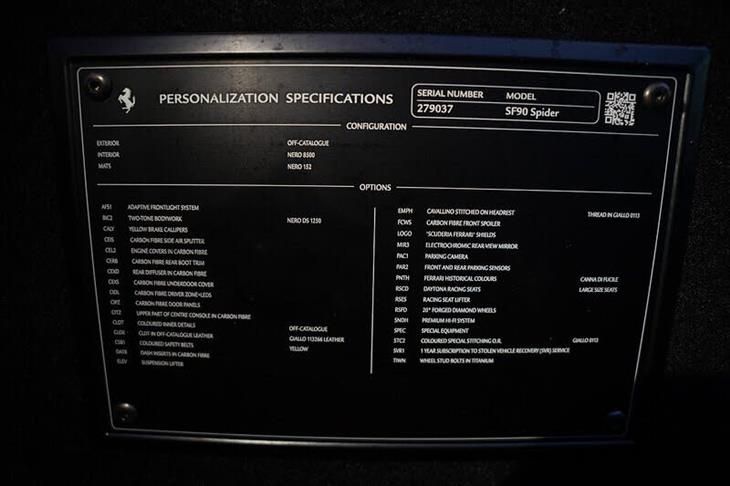 PERSONALIZATION SPECIFICATIONS
SERIAL NUMBER MODEL
279037 SF90 Spider
CONFIGURATION
EXTERIOR OFF-CATALOGUE
INTERIOR NERO 8500
MATS NERO 152
OPTIONS
AFS1 ADAPTIVE FRONTLIGHT SYSTEM
BIC2 TWO-TONE BODYWORK NERO DS 1250
CALY YELLOW BRAKE CALLIPERS
CEIS CARBON FIBRE SIDE AIR SPLITTER
CEL2 ENGINE COVERS IN CARBON FIBRE
CERB CARBON FIBRE REAR BOOT TRIM
CEXD REAR DIFFUSER IN CARBON FIBRE
CEXS CARBON FIBRE UNDERDOOR COVER
CIDL CARBON FIBRE DRIVER ZONE+LEDS
CIPZ CARBON FIBRE DOOR PANELS
CIT2 UPPER PART OF CENTRE CONSOLE IN CARBON FIBRE
CLDT COLOURED INNER DETAILS OFF-CATALOGUE
CLDX CLDT IN OFF-CATALOGUE LEATHER GIALLO 113266 LEATHER
CSB1 COLOURED SAFETY BELTS YELLOW
DAT8 DASH INSERTS IN CARBON FIBRE
ELEV SUSPENSION LIFTER
EMPH CAVALLINO STITCHED ON HEADREST THREAD IN GIALLO 0113
FCWS CARBON FIBRE FRONT SPOILER
LOGO "SCUDERIA FERRARI" SHIELDS
MIR3 ELECTROCHROMIC REAR VIEW MIRROR
PAC1 PARKING CAMERA
PAR2 FRONT AND REAR PARKING SENSORS
PNTH FERRARI HISTORICAL COLOURS CANNA DI FUCILE
RSCD DAYTONA RACING SEATS LARGE SIZE SEATS
RSES RACING SEAT LIFTER
RSFD 20" FORGED DIAMOND WHEELS
SNDH PREMIUM HI-FI SYSTEM
SPEC SPECIAL EQUIPMENT
STC2 COLOURED SPECIAL STITCHING O.R. GIALLO 0113
SVR1 1 YEAR SUBSCRIPTION TO STOLEN VEHICLE RECOVERY (SVR) SERVICE
TIWN WHEEL STUD BOLTS IN TITANIUM